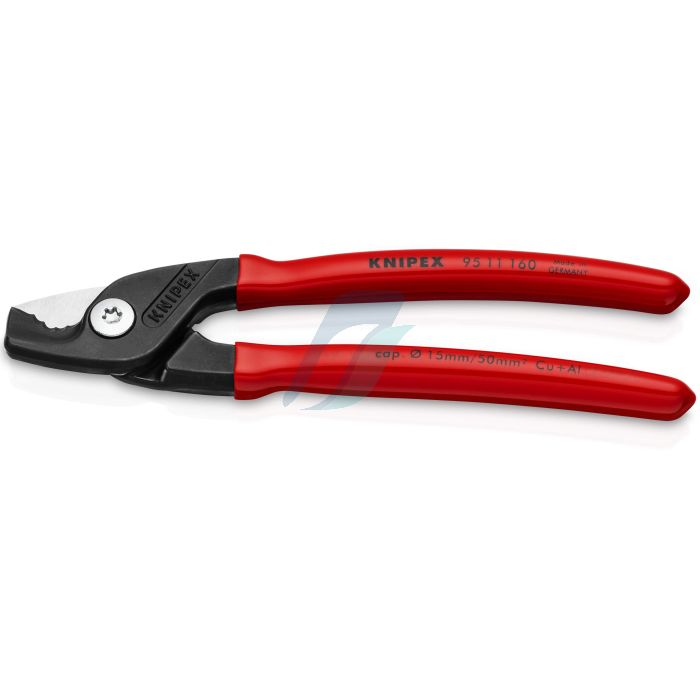 KNIPEX
KNIPEX 95 11 160 Made in
GERMANY
cap. Ø 15mm/50mm² Cu+Al